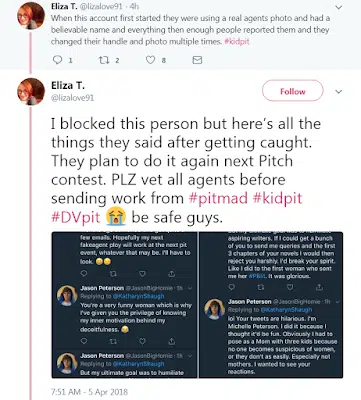 Eliza T. @lizalove91 · 4h
When this account first started they were using a real agents photo and had a
believable name and everything then enough people reported them and they
changed their handle and photo multiple times. #kidpit
1 2 8
Eliza T.
@lizalove91
Follow
I blocked this person but here's all the
things they said after getting caught.
They plan to do it again next Pitch
contest. PLZ vet all agents before
sending work from #pitmad #kidpit
#DVpit 😭 be safe guys.
few emails. Hopefully my next
fakeagent ploy will work at the next pit
event, whatever that may be. I'll have to
look. 😄😄
Jason Peterson @JasonBigHomie · 1h
Replying to @KatharynShaugh
You're a very funny woman which is why
I've given you the privilege of knowing
my inner motivation behind my
deceitfulness. 😂
Jason Peterson @JasonBigHomie · 1h
Replying to @KatharynShaugh
But my ultimate goal was to humiliate
aspiring writers. If I could get a bunch
of you to send me queries and the first
3 chapters of your novels I would then
reject you harshly. I'd break your spirit.
Like I did to the first woman who sent
me her #PBI. It was glorious.
Jason Peterson @JasonBigHomie · 1h
Replying to @KatharynShaugh
lol Your tweets are hilarious. I'm
Michelle Peterson. I did it because I
thought it'd be fun. Obviously I had to
pose as a Mom with three kids because
no one becomes suspicious of women,
or they don't as easily. Especially not
mothers. I wanted to see your
reactions.
7:51 AM - 5 Apr 2018